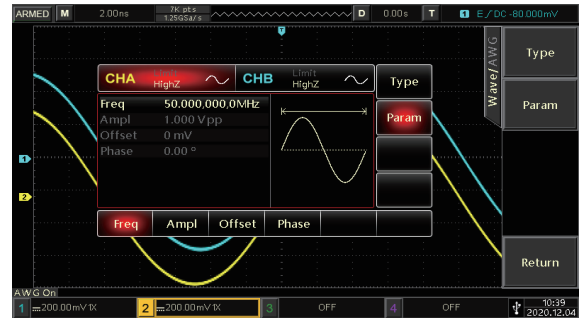 ARMED M 2.00ns 7K pts 1.25GSa/s D 0.00s T 1 E/DC -80.000mV
Wave/AWG
Type
Param
Return
CHA Limit HighZ CHB Limit HighZ
Type
Param
Freq 50.000,000,0MHz
Ampl 1.000 Vpp
Offset 0 mV
Phase 0.00 °
Freq Ampl Offset Phase
1
2
AWG On
1 200.00mV 1X 2 200.00mV 1X 3 OFF 4 OFF
10:39
2020.12.04